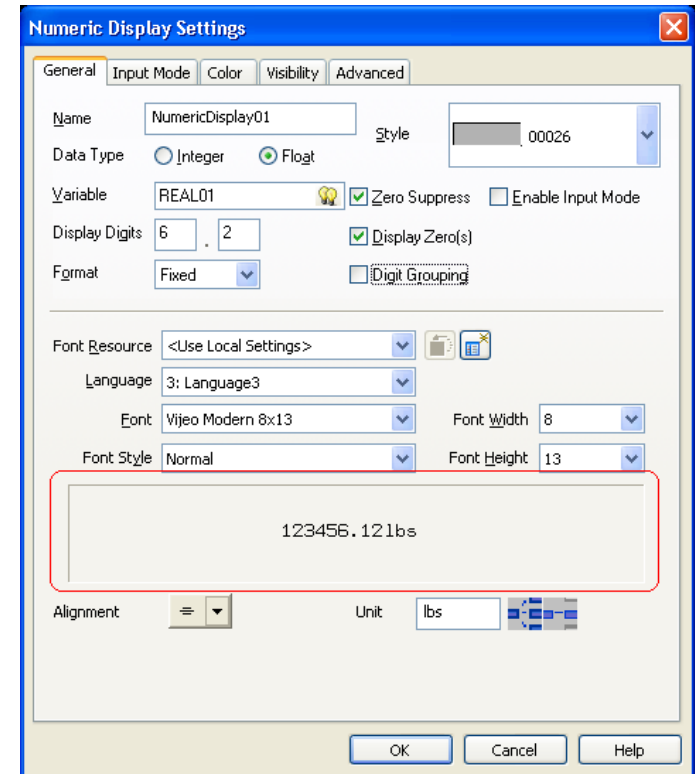 Numeric Display Settings
General Input Mode Color Visibility Advanced
Name NumericDisplay01 Style 00026
Data Type Integer Float
Variable REAL01 Zero Suppress Enable Input Mode
Display Digits 6 . 2 Display Zero(s)
Format Fixed Digit Grouping
Font Resource <Use Local Settings>
Language 3: Language3
Font Vijeo Modern 8x13 Font Width 8
Font Style Normal Font Height 13
123456.12lbs
Alignment Unit lbs
OK Cancel Help